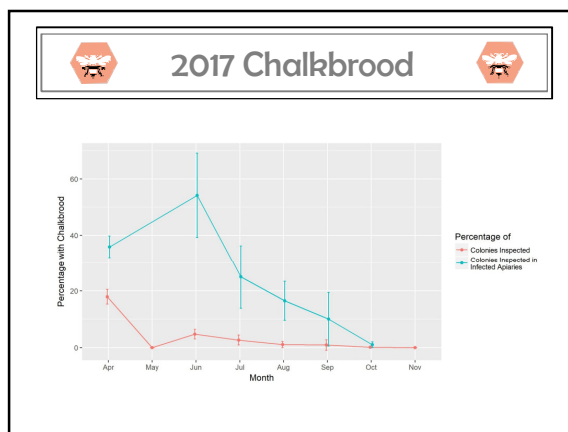 2017 Chalkbrood
Percentage with Chalkbrood
60
40
20
0
Apr May Jun Jul Aug Sep Oct Nov
Month
Percentage of
Colonies Inspected
Colonies Inspected in
Infected Apiaries